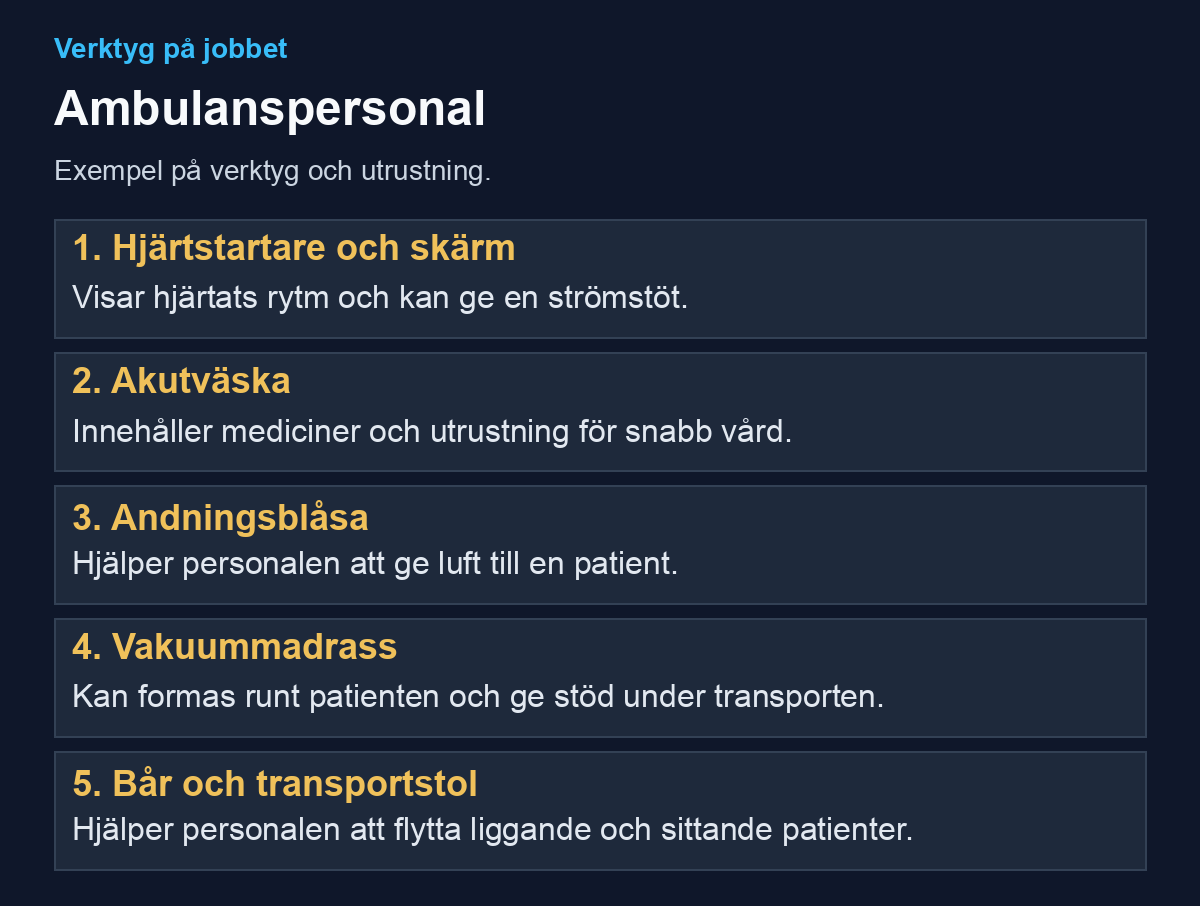 Verktyg på jobbet
Ambulanspersonal
Exempel på verktyg och utrustning.
1. Hjärtstartare och skärm
Visar hjärtats rytm och kan ge en strömstöt.
2. Akutväska
Innehåller mediciner och utrustning för snabb vård.
3. Andningsblåsa
Hjälper personalen att ge luft till en patient.
4. Vakuummadrass
Kan formas runt patienten och ge stöd under transporten.
5. Bår och transportstol
Hjälper personalen att flytta liggande och sittande patienter.